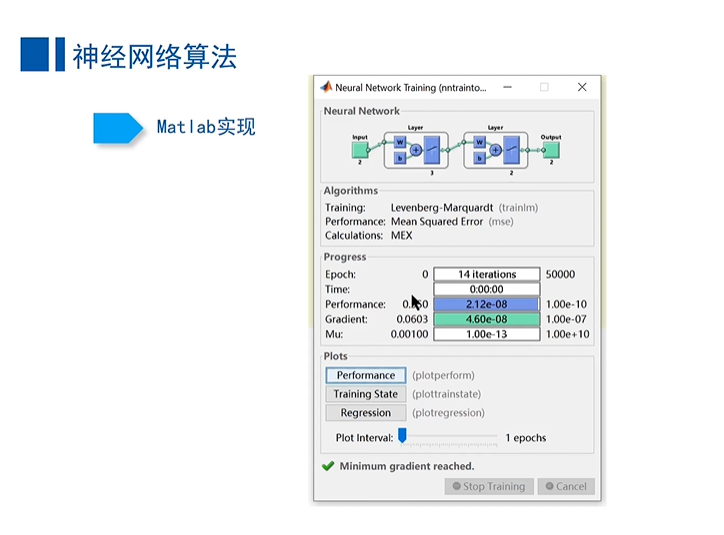 神经网络算法
Matlab实现
Neural Network Training (nntrainto...
Neural Network
Input
Layer
Layer
Output
W
b
+
W
b
+
2
3
2
2
Algorithms
Training: Levenberg-Marquardt (trainlm)
Performance: Mean Squared Error (mse)
Calculations: MEX
Progress
Epoch: 0 14 iterations 50000
Time: 0:00:00
Performance: 2.12e-08 1.00e-10
Gradient: 0.0603 4.60e-08 1.00e-07
Mu: 0.00100 1.00e-13 1.00e+10
Plots
Performance (plotperform)
Training State (plottrainstate)
Regression (plotregression)
Plot Interval: 1 epochs
Minimum gradient reached.
Stop Training Cancel